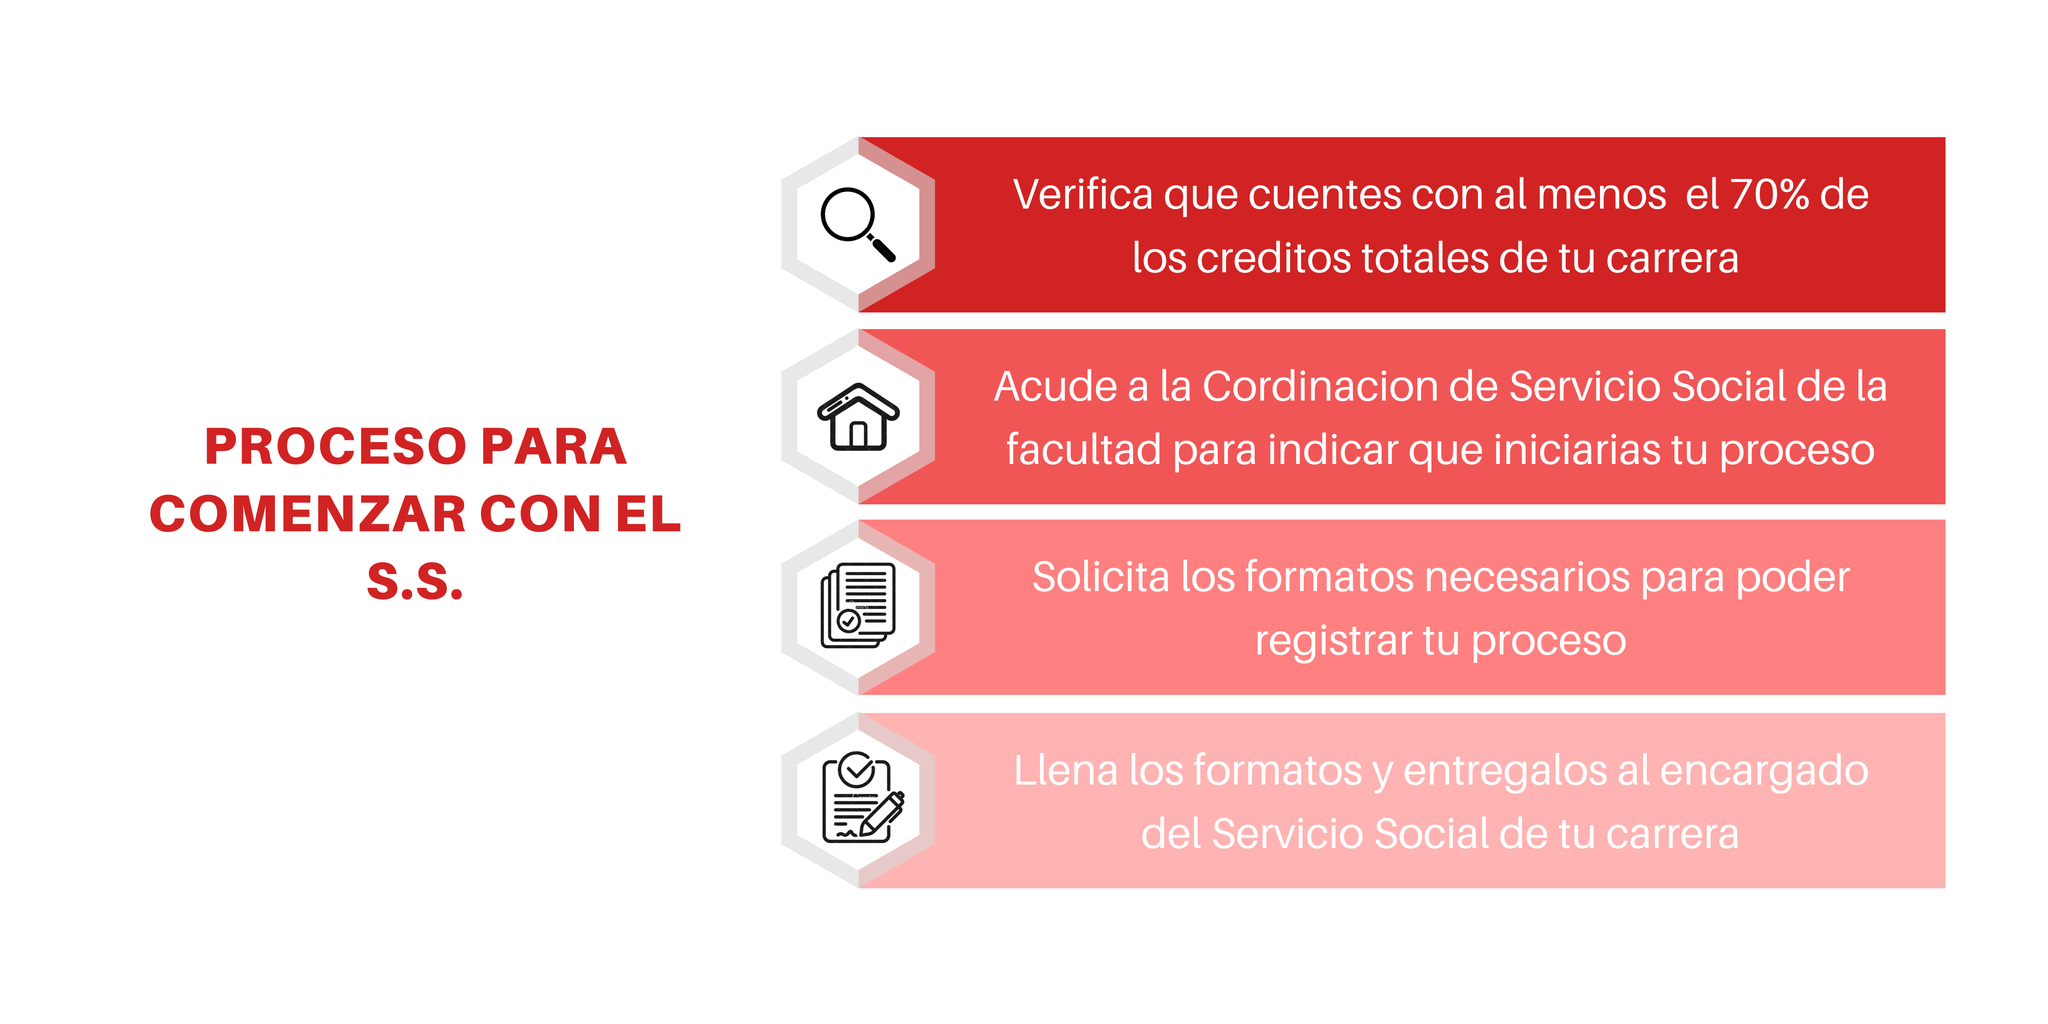 PROCESO PARA
COMENZAR CON EL
S.S.
Verifica que cuentes con al menos  el 70% de
los creditos totales de tu carrera
Acude a la Cordinacion de Servicio Social de la
facultad para indicar que iniciarias tu proceso
Solicita los formatos necesarios para poder
registrar tu proceso
Llena los formatos y entregalos al encargado
del Servicio Social de tu carrera